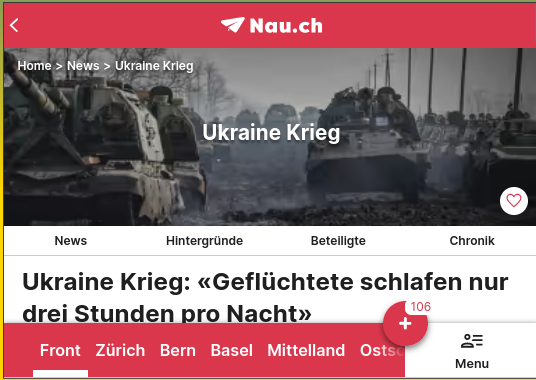 Nau.ch
Home > News > Ukraine Krieg
Ukraine Krieg
News Hintergründe Beteiligte Chronik
Ukraine Krieg: «Geflüchtete schlafen nur
drei Stunden pro Nacht»
106
Front Zürich Bern Basel Mittelland Ostsc
Menu